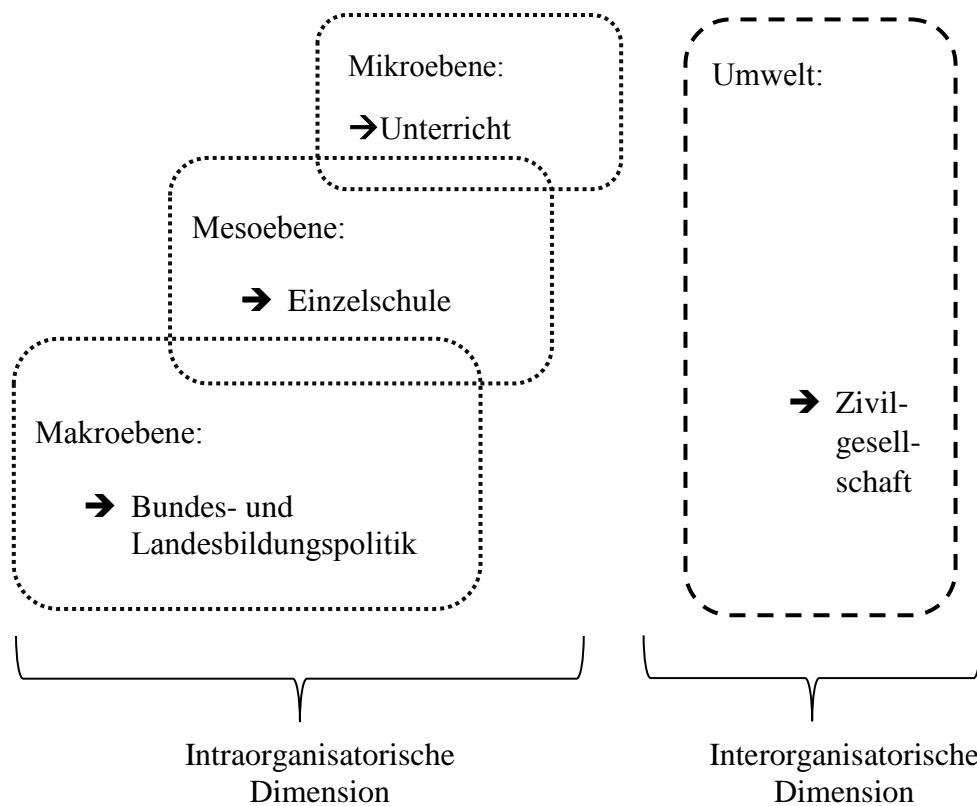 Mikroebene:
➔Unterricht
Mesoebene:
➔ Einzelschule
Makroebene:
➔ Bundes- und
Landesbildungspolitik
Umwelt:
➔ Zivil-
gesell-
schaft
Intraorganisatorische
Dimension
Interorganisatorische
Dimension